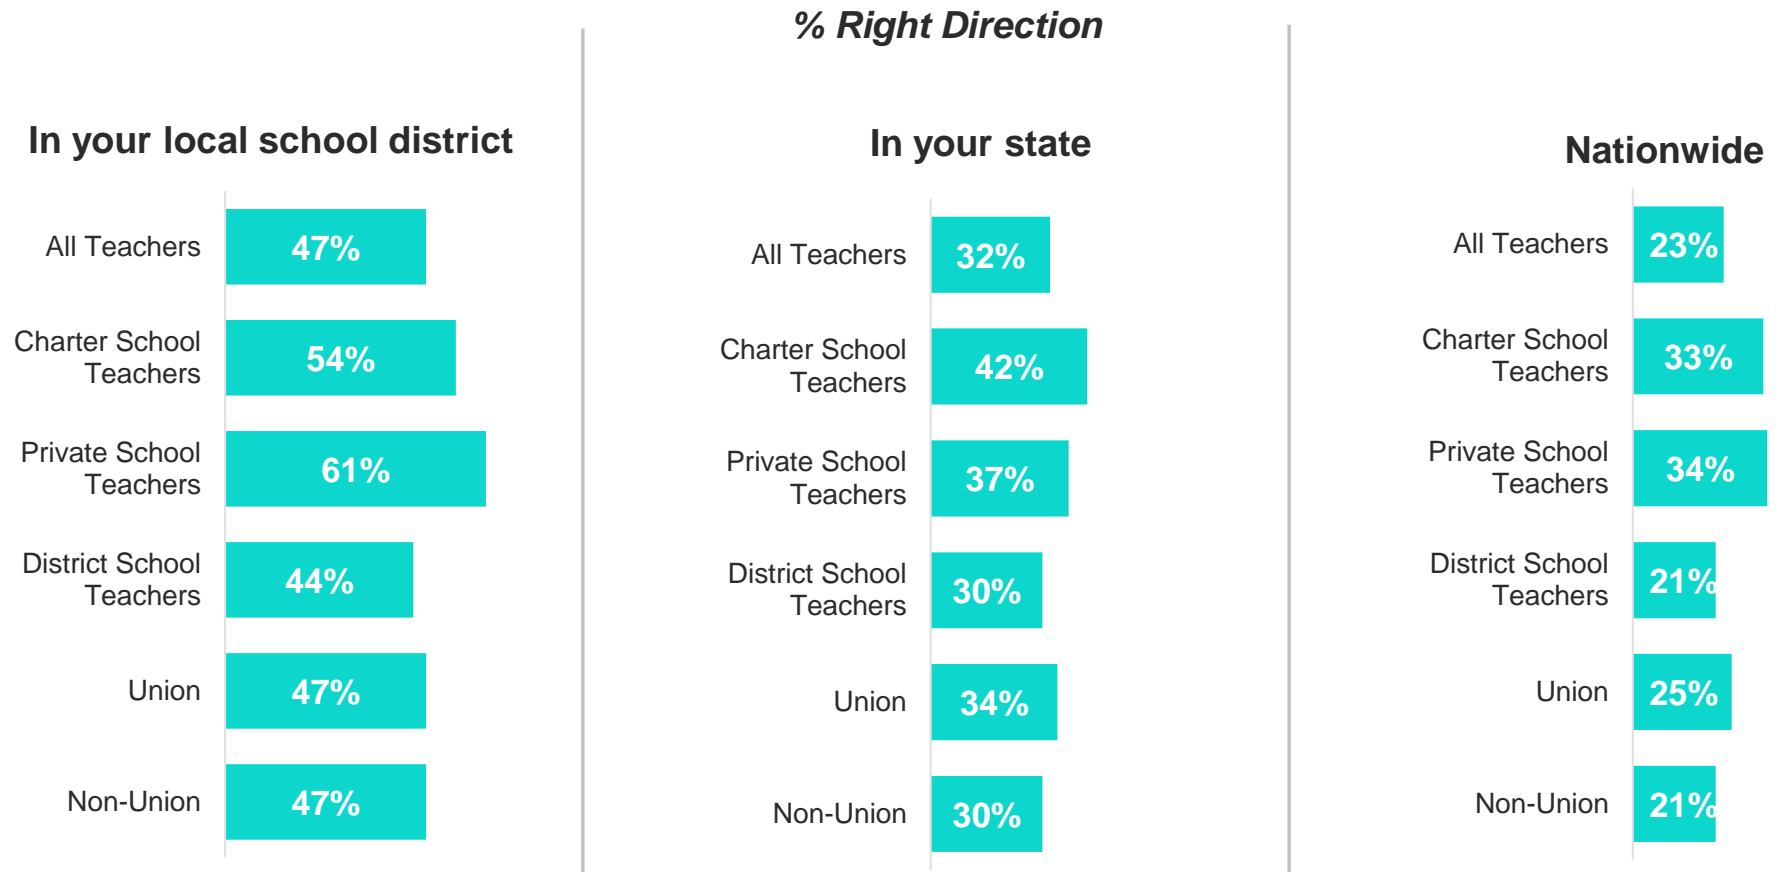 % Right Direction
In your local school district
All Teachers
47%
Charter School
Teachers
54%
Private School
Teachers
61%
District School
Teachers
44%
Union
47%
Non-Union
47%
In your state
All Teachers
32%
Charter School
Teachers
42%
Private School
Teachers
37%
District School
Teachers
30%
Union
34%
Non-Union
30%
Nationwide
All Teachers
23%
Charter School
Teachers
33%
Private School
Teachers
34%
District School
Teachers
21%
Union
25%
Non-Union
21%